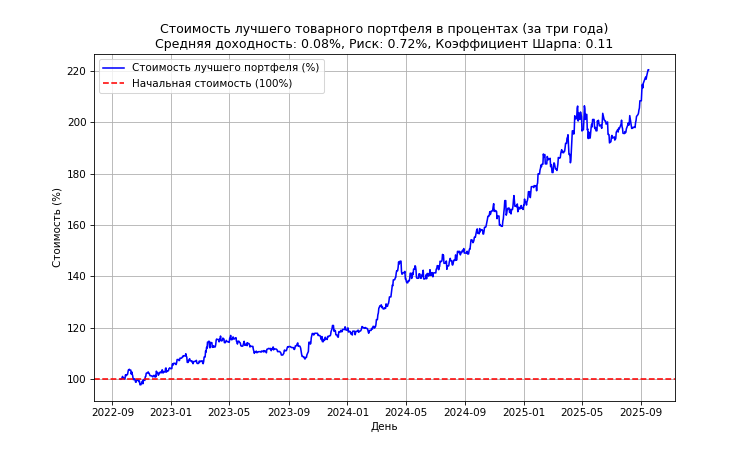 Стоимость лучшего товарного портфеля в процентах (за три года)
Средняя доходность: 0.08%, Риск: 0.72%, Коэффициент Шарпа: 0.11
Стоимость лучшего портфеля (%)
Начальная стоимость (100%)
Стоимость (%)
220
200
180
160
140
120
100
2022-09 2023-01 2023-05 2023-09 2024-01 2024-05 2024-09 2025-01 2025-05 2025-09
День